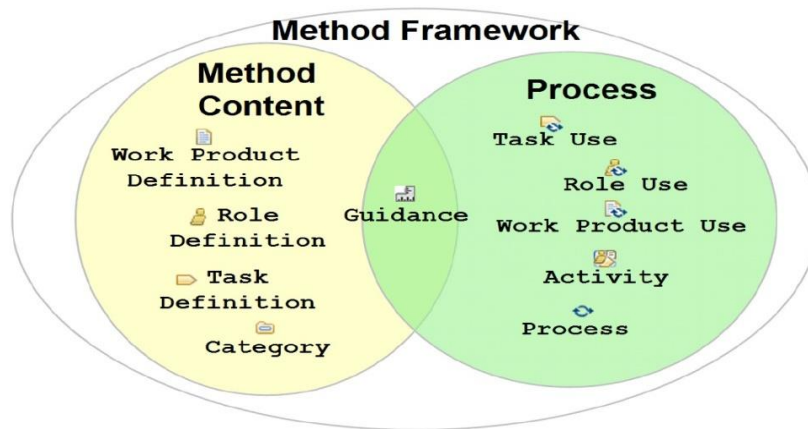 Method Framework
Method
Content
Work Product
Definition
Role
Definition
Task
Definition
Category
Guidance
Process
Task Use
Role Use
Work Product Use
Activity
Process